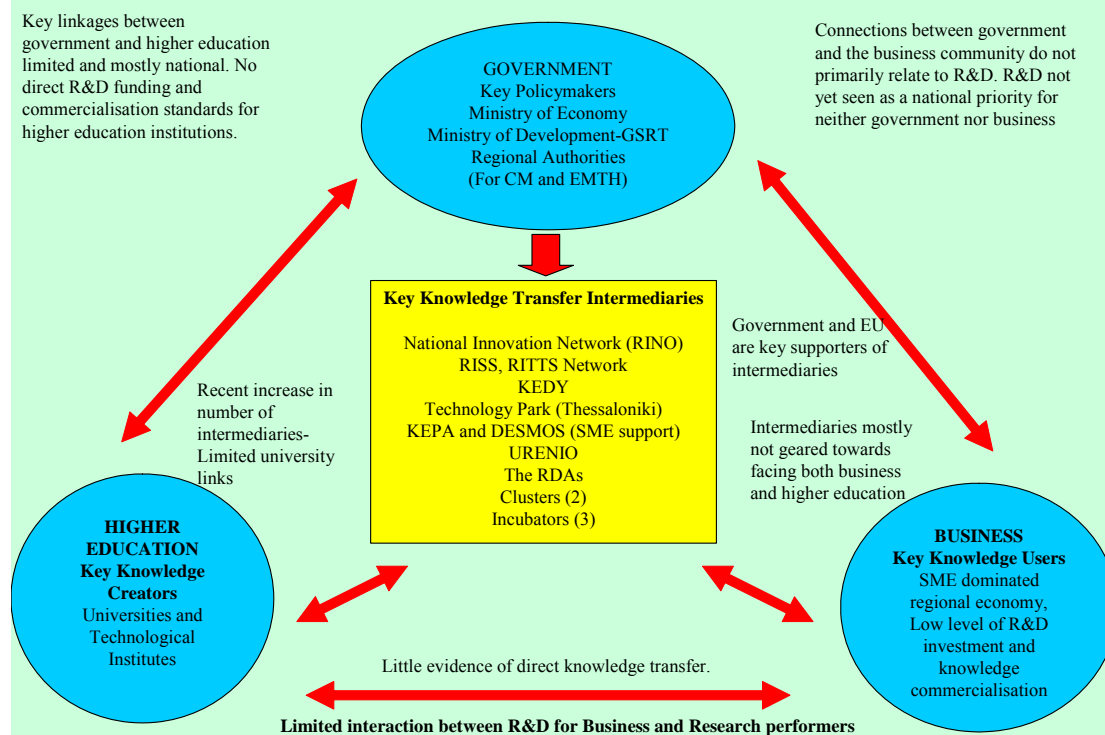 Key linkages between
government and higher education
limited and mostly national. No
direct R&D funding and
commercialisation standards for
higher education institutions.
GOVERNMENT
Key Policymakers
Ministry of Economy
Ministry of Development-GSRT
Regional Authorities
(For CM and EMTH)
Connections between government
and the business community do not
primarily relate to R&D. R&D not
yet seen as a national priority for
neither government nor business
Key Knowledge Transfer Intermediaries
National Innovation Network (RINO)
RISS, RITTS Network
KEDY
Technology Park (Thessaloniki)
KEPA and DESMOS (SME support)
URENIO
The RDAs
Clusters (2)
Incubators (3)
Government and EU
are key supporters of
intermediaries
Recent increase in
number of
intermediaries-
Limited university
links
Intermediaries mostly
not geared towards
facing both business
and higher education
HIGHER
EDUCATION
Key Knowledge
Creators
Universities and
Technological
Institutes
BUSINESS
Key Knowledge Users
SME dominated
regional economy,
Low level of R&D
investment and
knowledge
commercialisation
Little evidence of direct knowledge transfer.
Limited interaction between R&D for Business and Research performers